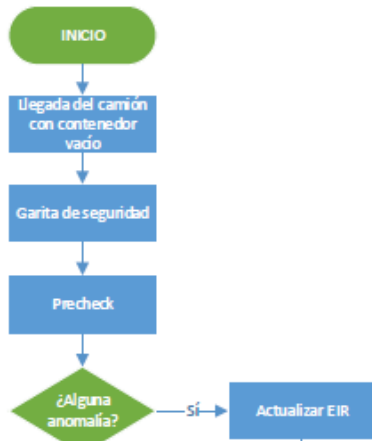 INICIO
Llegada del camión
con contenedor
vacío
Garita de seguridad
Precheck
¿Alguna
anomalía?
Sí
Actualizar EIR